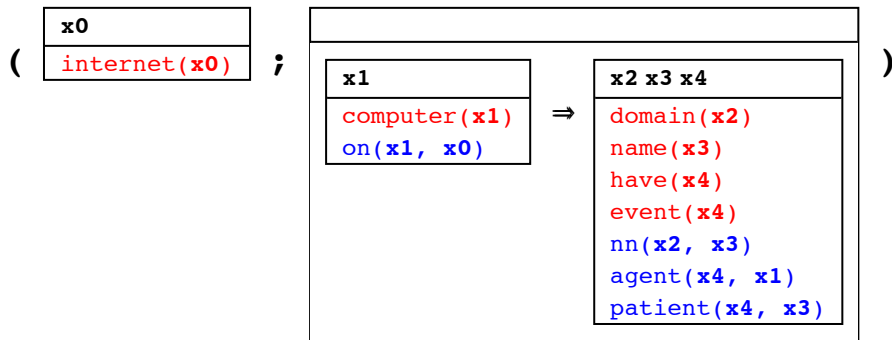 x0
( internet(x0) ;
x1
computer(x1)
on(x1, x0)
⇒
x2 x3 x4
domain(x2)
name(x3)
have(x4)
event(x4)
nn(x2, x3)
agent(x4, x1)
patient(x4, x3)
)